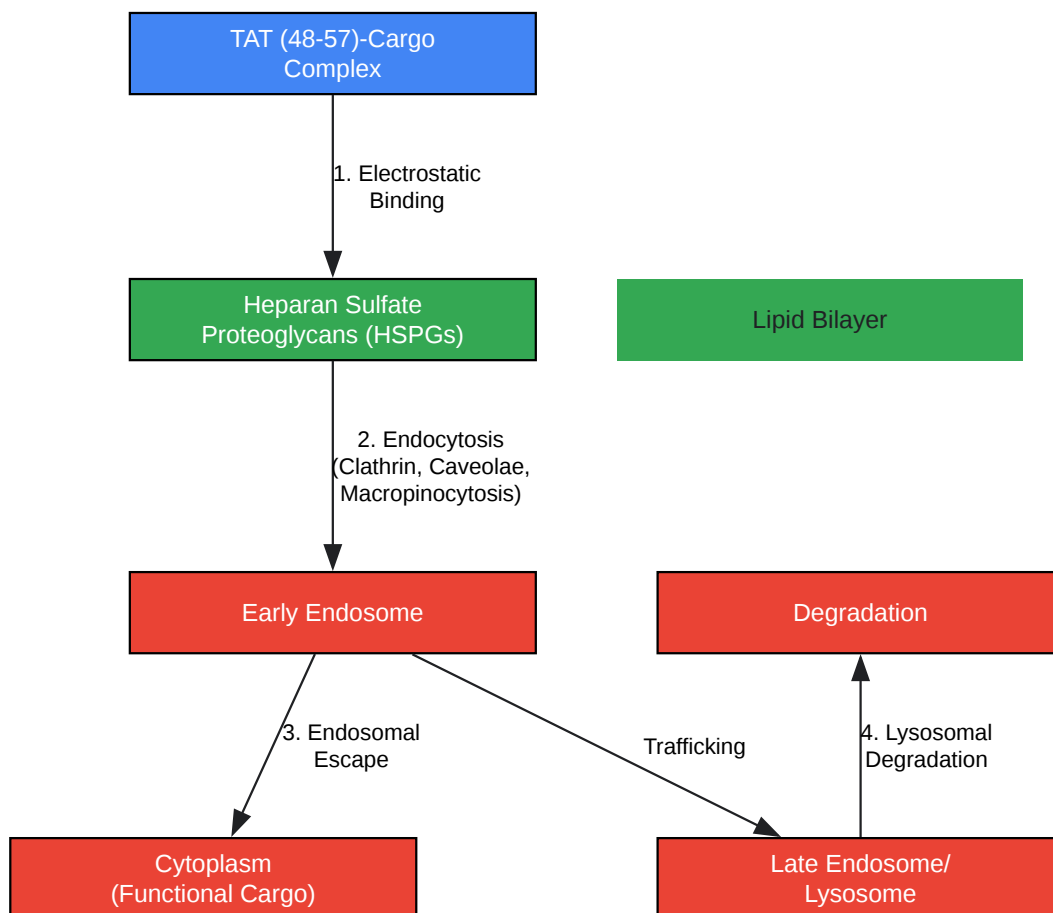 TAT (48-57)-Cargo
Complex
1. Electrostatic
Binding
Heparan Sulfate
Proteoglycans (HSPGs)
Lipid Bilayer
2. Endocytosis
(Clathrin, Caveolae,
Macropinocytosis)
Early Endosome
Degradation
3. Endosomal
Escape
Trafficking
4. Lysosomal
Degradation
Cytoplasm
(Functional Cargo)
Late Endosome/
Lysosome